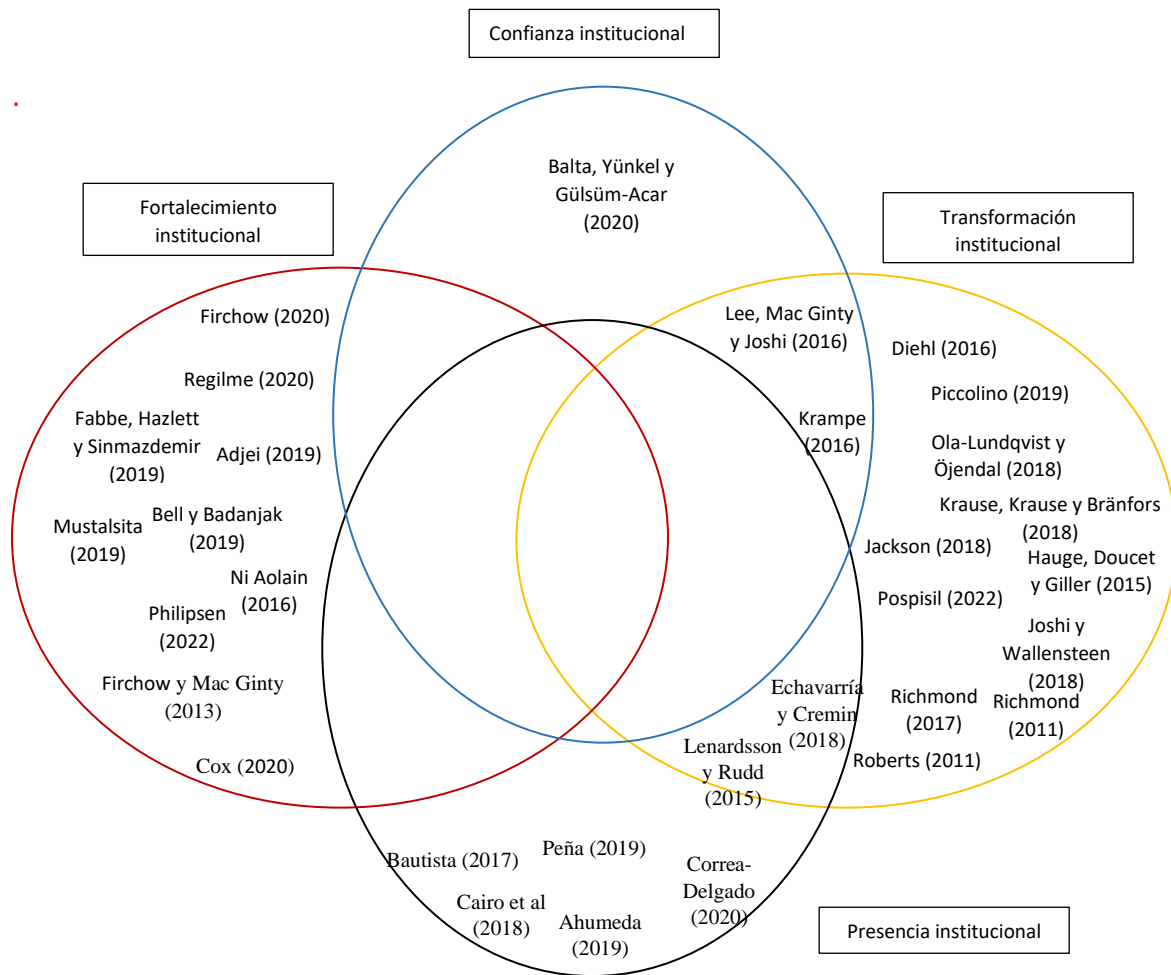 Confianza institucional
Balta, Yünkel y
Gülsüm-Acar
(2020)
Fortalecimiento
institucional
Transformación
institucional
Firchow (2020)
Regilme (2020)
Fabbe, Hazlett
y Sinmazdemir
(2019)
Adjei (2019)
Mustalsita
(2019)
Bell y Badanjak
(2019)
Ni Aolain
(2016)
Philipsen
(2022)
Firchow y Mac Ginty
(2013)
Cox (2020)
Lee, Mac Ginty
y Joshi (2016)
Krampe
(2016)
Diehl (2016)
Piccolino (2019)
Ola-Lundqvist y
Öjendal (2018)
Krause, Krause y Bränfors
(2018)
Jackson (2018)
Hauge, Doucet
y Giller (2015)
Pospisil (2022)
Joshi y
Wallensteen
(2018)
Richmond
(2017)
Richmond
(2011)
Roberts (2011)
Echavarría
y Cremin
(2018)
Lenardsson
y Rudd
(2015)
Bautista (2017)
Peña (2019)
Correa-
Delgado
(2020)
Cairo et al
(2018)
Ahumeda
(2019)
Presencia institucional